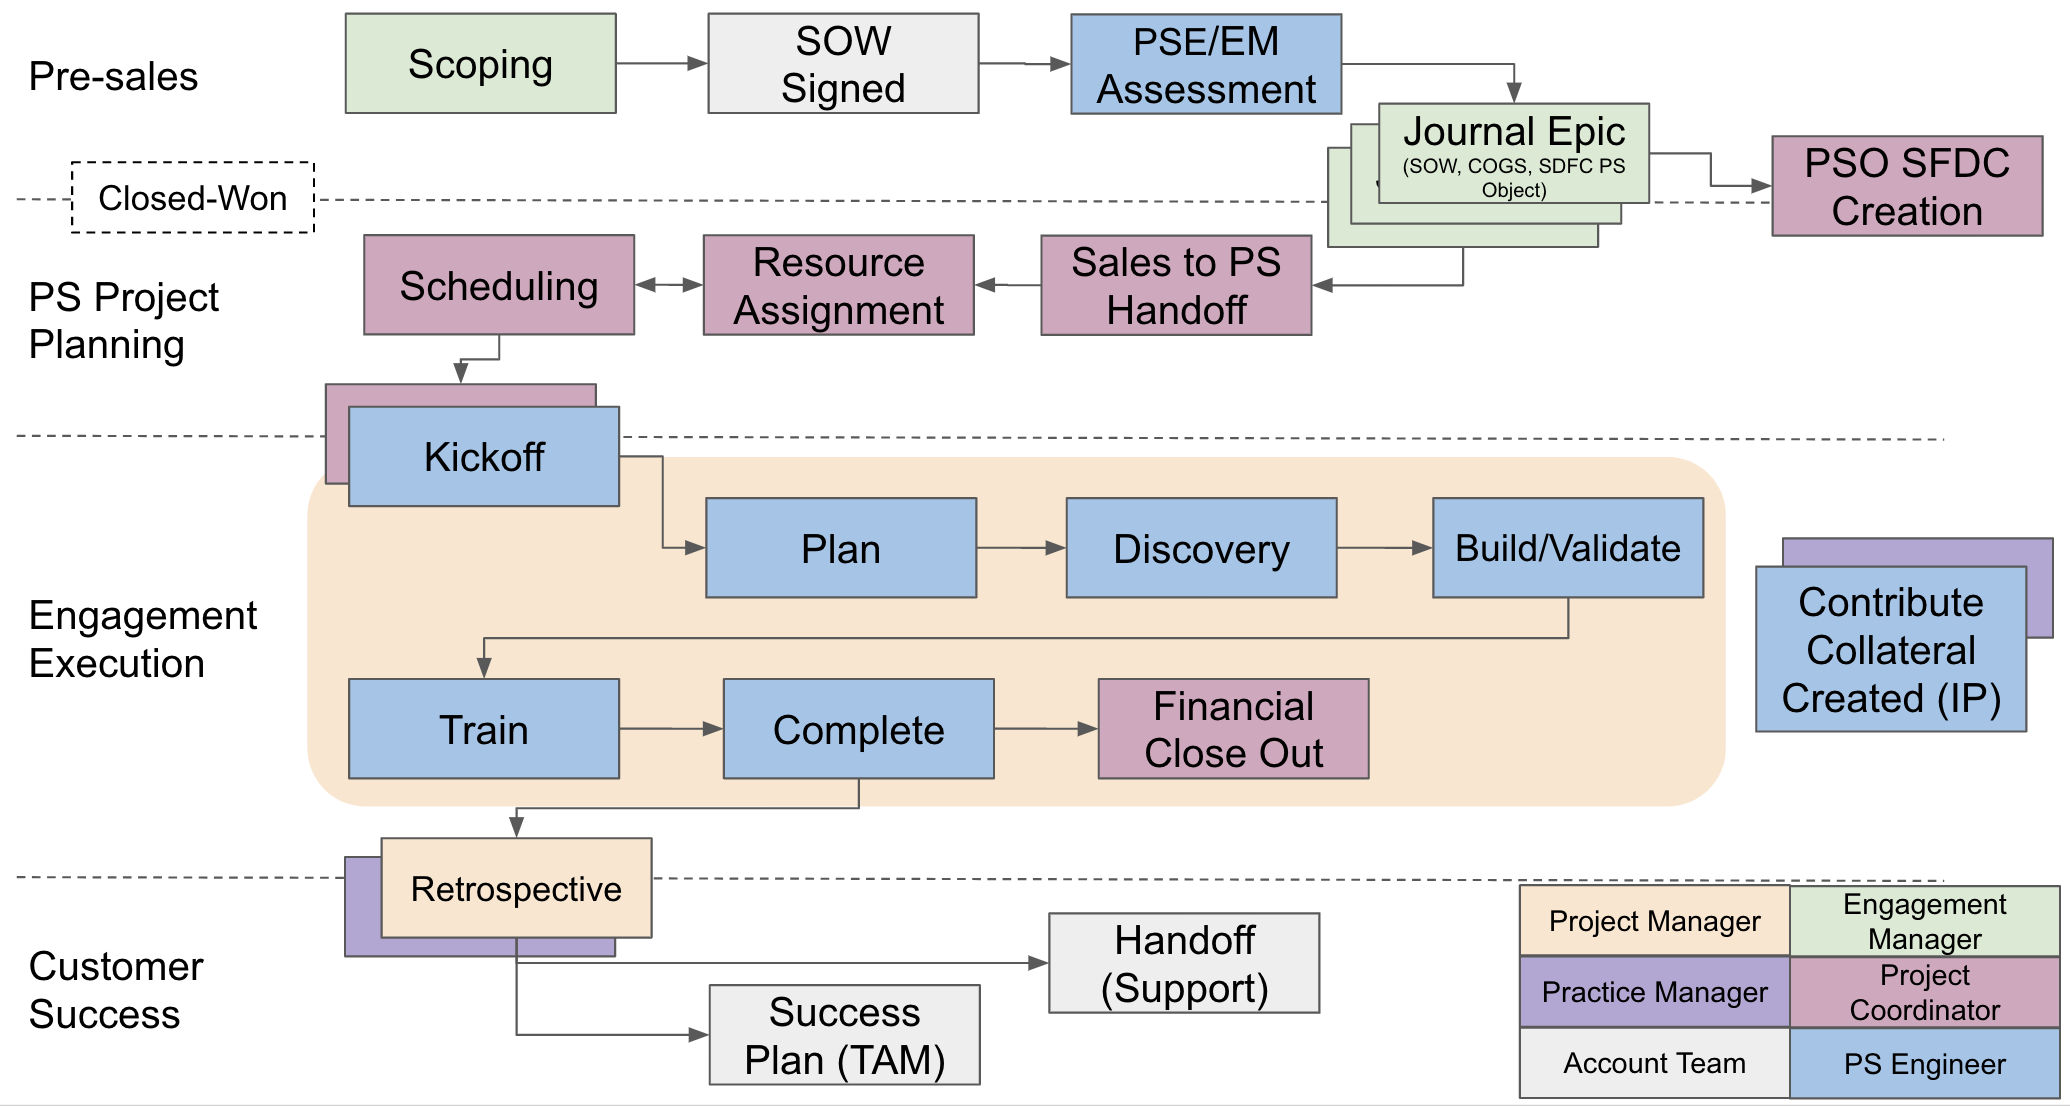 Pre-sales
Scoping
SOW
Signed
PSE/EM
Assessment
Journal Epic
(SOW, COGS, SDFC PS
Object)
PSO SFDC
Creation
Closed-Won
PS Project
Planning
Scheduling
Resource
Assignment
Sales to PS
Handoff
Kickoff
Engagement
Execution
Plan
Discovery
Build/Validate
Contribute
Collateral
Created (IP)
Train
Complete
Financial
Close Out
Retrospective
Customer
Success
Handoff
(Support)
Success
Plan (TAM)
Project Manager
Engagement
Manager
Practice Manager
Project
Coordinator
Account Team
PS Engineer